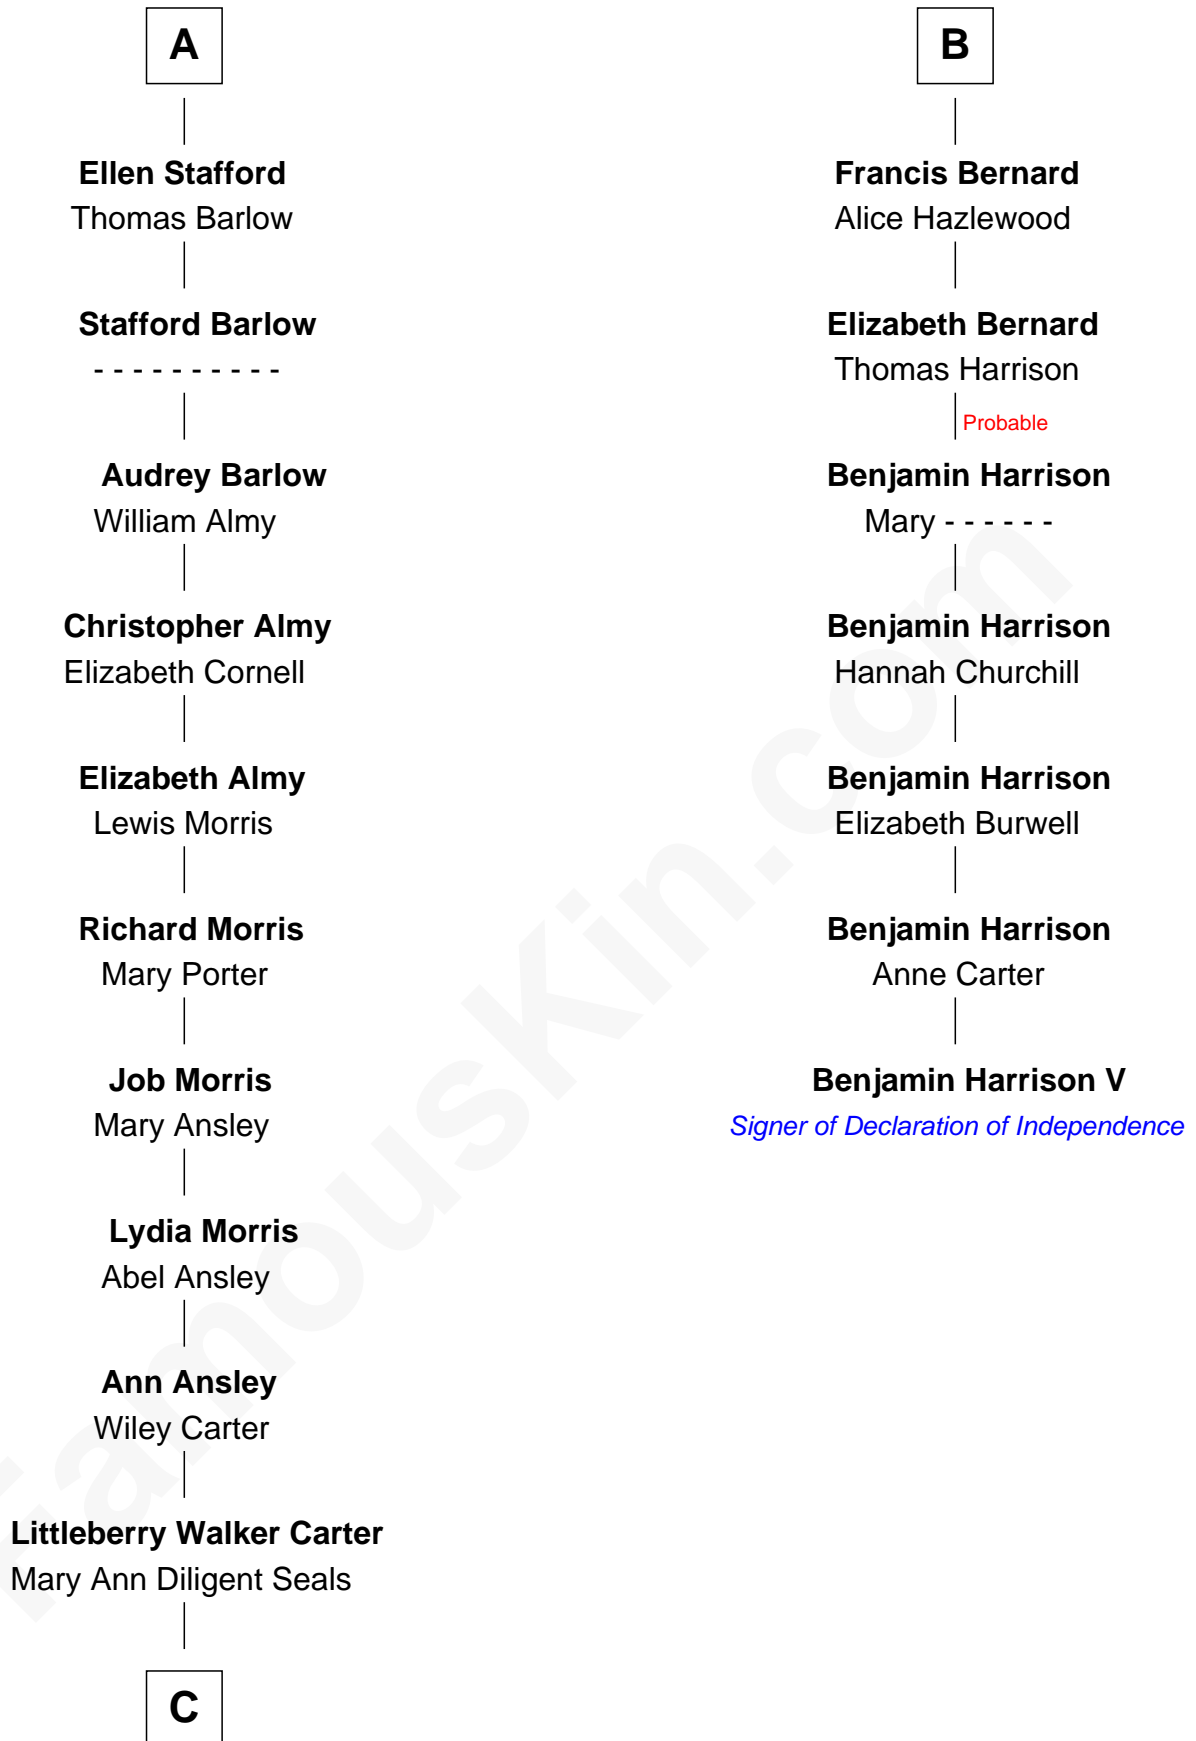 A
Ellen Stafford
Thomas Barlow
Stafford Barlow
- - - - - - - - - -
Audrey Barlow
William Almy
Christopher Almy
Elizabeth Cornell
Elizabeth Almy
Lewis Morris
Richard Morris
Mary Porter
Job Morris
Mary Ansley
Lydia Morris
Abel Ansley
Ann Ansley
Wiley Carter
Littleberry Walker Carter
Mary Ann Diligent Seals
C
B
Francis Bernard
Alice Hazlewood
Elizabeth Bernard
Thomas Harrison
Probable
Benjamin Harrison
Mary - - - - - -
Benjamin Harrison
Hannah Churchill
Benjamin Harrison
Elizabeth Burwell
Benjamin Harrison
Anne Carter
Benjamin Harrison V
Signer of Declaration of Independence
FamousKin.com